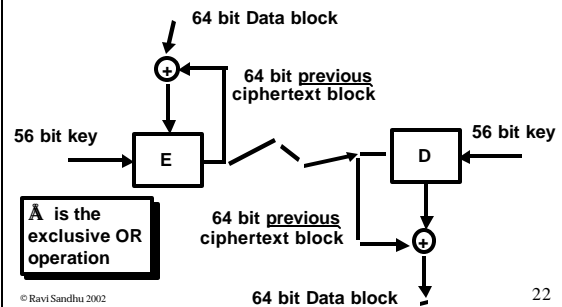 64 bit Data block
+
64 bit previous
ciphertext block
56 bit key
E
D
56 bit key
Å is the
exclusive OR
operation
64 bit previous
ciphertext block
+
64 bit Data block
© Ravi Sandhu 2002
22